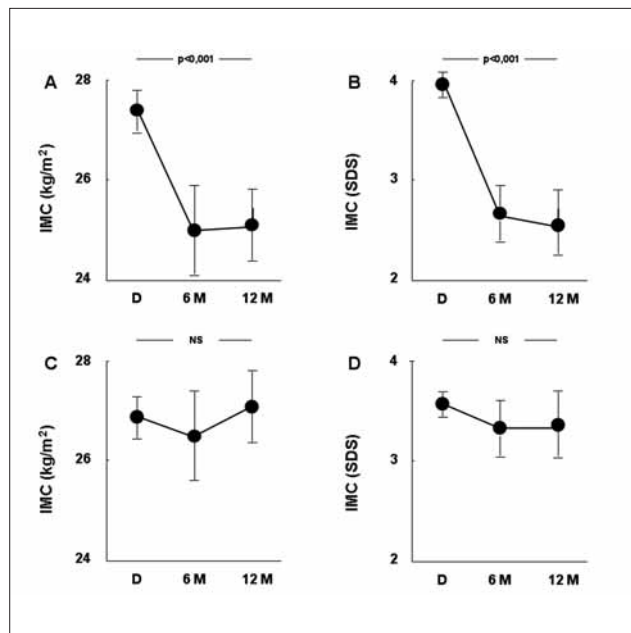 p<0,001
A
28
IMC (kg/m²)
26
24
D 6 M 12 M
p<0,001
B
4
IMC (SDS)
3
2
D 6 M 12 M
NS
C
28
IMC (kg/m²)
26
24
D 6 M 12 M
NS
D
4
IMC (SDS)
3
2
D 6 M 12 M